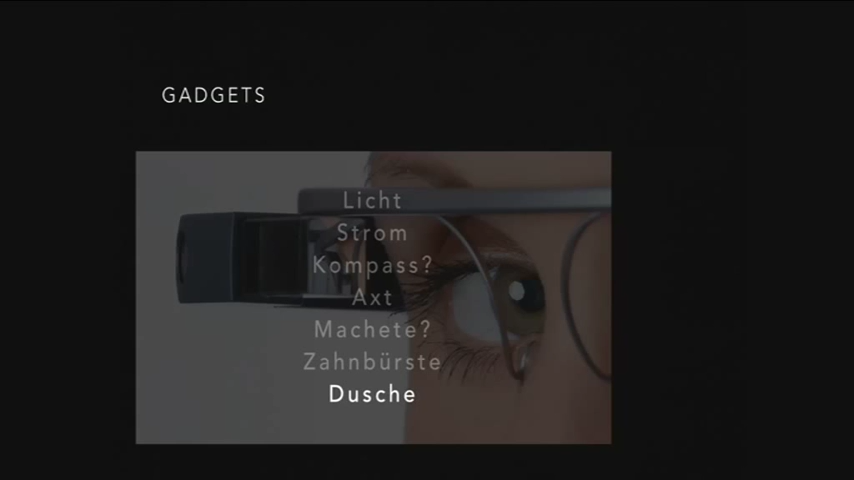 GADGETS
Licht
Strom
Kompass?
Axt
Machete?
Zahnbürste
Dusche